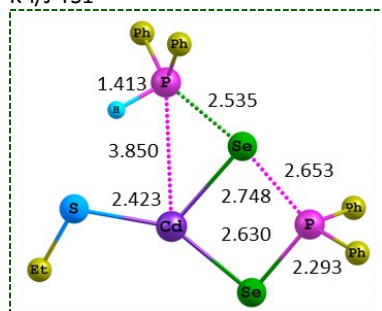 Ph Ph
1.413 P 2.535
H
3.850 Se 2.653
2.423 2.748 P Ph
S Cd 2.630 Ph
Et 2.293
Se